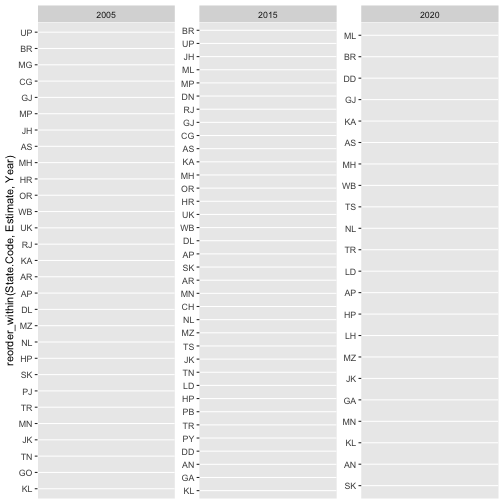 2005
UP
BR
MG
CG
GJ
MP
JH
AS
MH
HR
OR
WB
UK
RJ
KA
AR
AP
DL
MZ
NL
HP
SK
PJ
TR
MN
JK
TN
GO
KL
2015
BR
UP
JH
ML
MP
DN
RJ
GJ
CG
AS
KA
MH
OR
HR
UK
WB
DL
AP
SK
AR
MN
CH
NL
MZ
TS
JK
TN
LD
HP
PB
TR
PY
DD
AN
GA
KL
2020
ML
BR
DD
GJ
KA
AS
MH
WB
TS
NL
TR
LD
AP
HP
LH
MZ
JK
GA
MN
KL
AN
SK
reorder_within(State.Code, Estimate, Year)